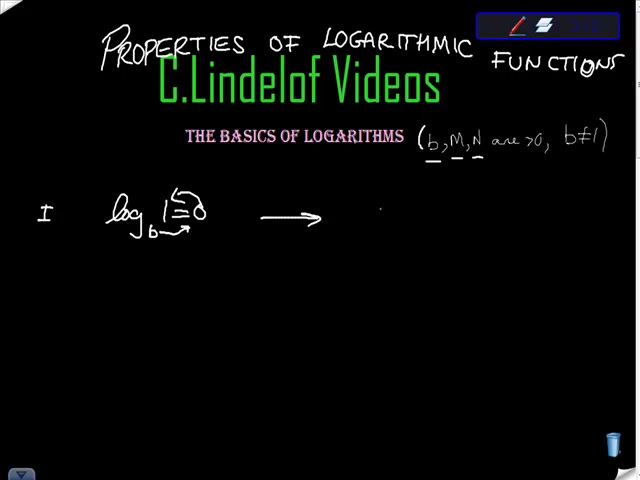 PROPERTIES OF LOGARITHMIC FUNCTIONS
C.Lindelof Videos
THE BASICS OF LOGARITHMS (b, M, N are >0, b≠1)
I log_b 1=0 →